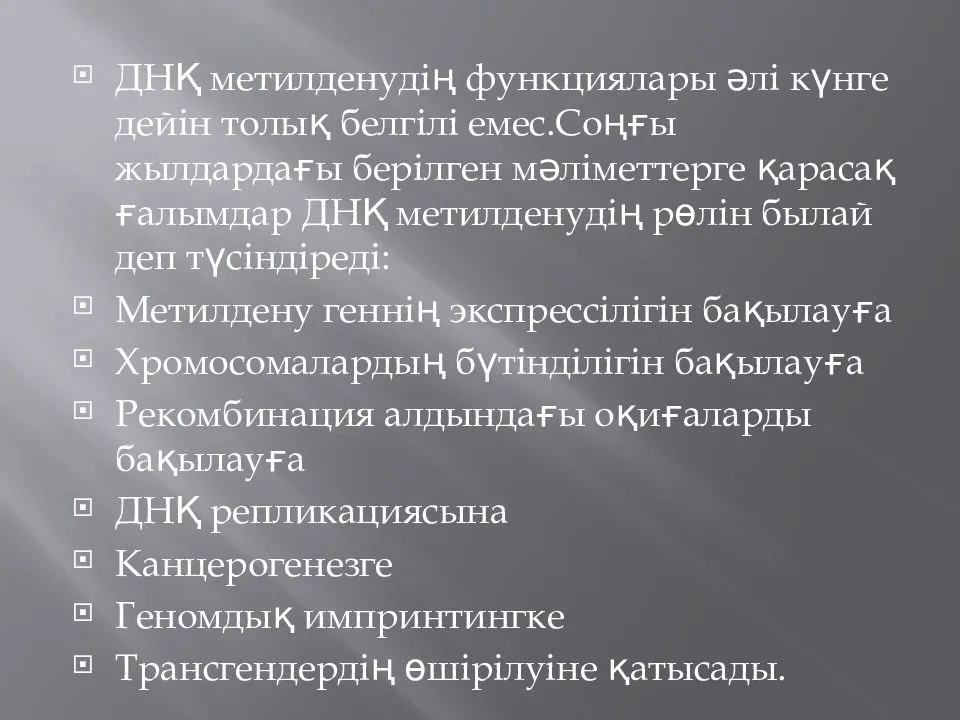 ДНҚ метилденудің функциялары әлі күнге
дейін толық белгілі емес.Соңғы
жылдардағы берілген мәліметтерге қарасақ
ғалымдар ДНҚ метилденудің рөлін былай
деп түсіндіреді:
Метилдену геннің экспрессілігін бақылауға
Хромосомалардың бүтінділігін бақылауға
Рекомбинация алдындағы оқиғаларды
бақылауға
ДНҚ репликациясына
Канцерогенезге
Геномдық импринтингке
Трансгендердің өшірілуіне қатысады.